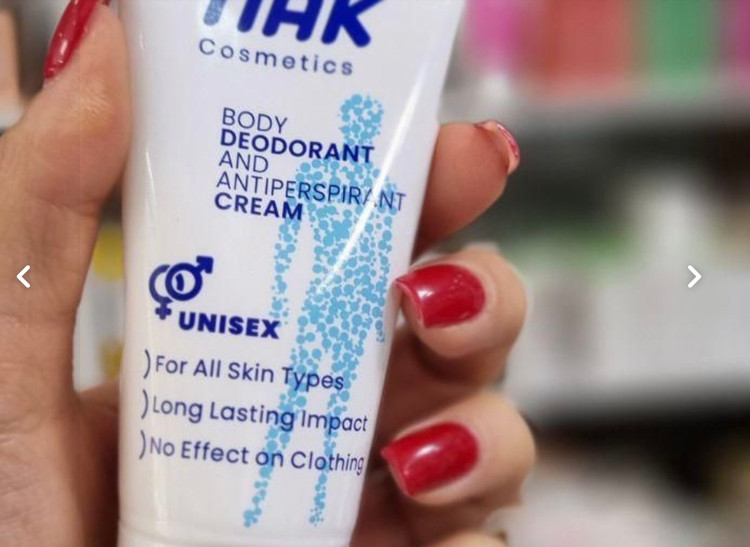 Cosmetics
BODY
DEODORANT
AND
ANTIPERSPIRANT
CREAM
UNISEX
)For All Skin Types
)Long Lasting Impact
)No Effect on Clothing